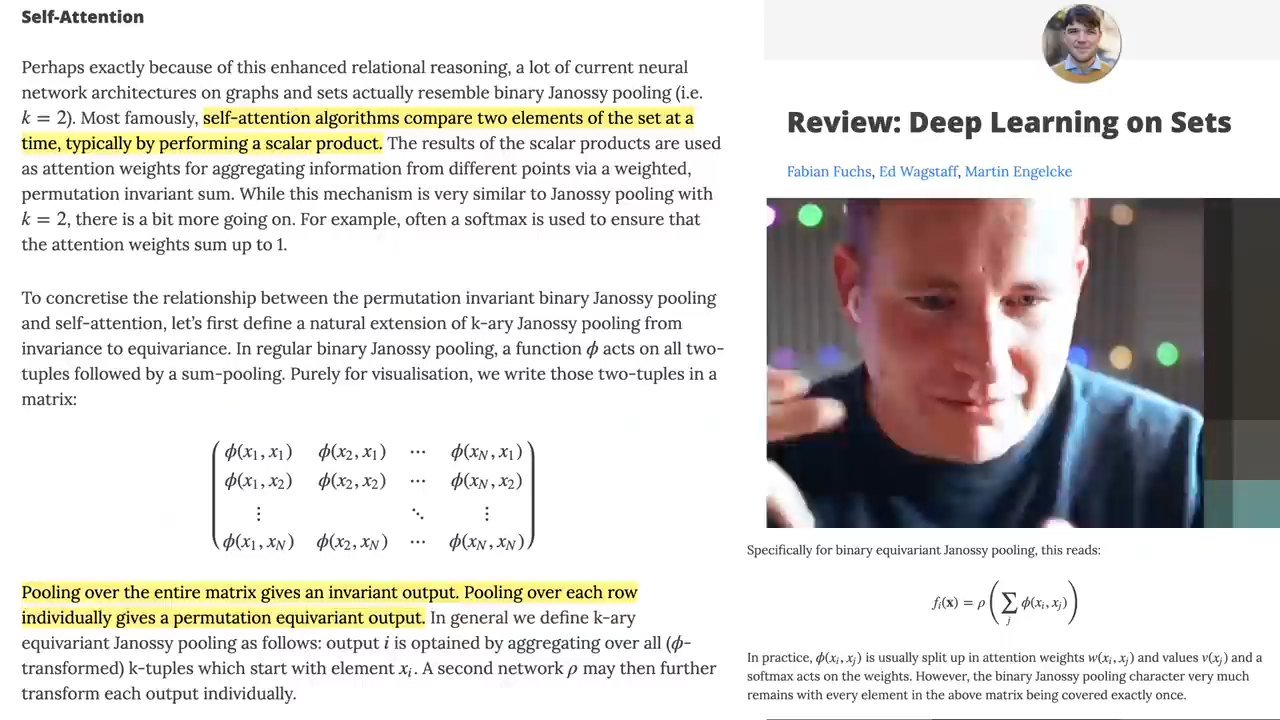 Self-Attention
Perhaps exactly because of this enhanced relational reasoning, a lot of current neural
network architectures on graphs and sets actually resemble binary Janossy pooling (i.e.
k = 2). Most famously, self-attention algorithms compare two elements of the set at a
time, typically by performing a scalar product. The results of the scalar products are used
as attention weights for aggregating information from different points via a weighted,
permutation invariant sum. While this mechanism is very similar to Janossy pooling with
k = 2, there is a bit more going on. For example, often a softmax is used to ensure that
the attention weights sum up to 1.
To concretise the relationship between the permutation invariant binary Janossy pooling
and self-attention, let's first define a natural extension of k-ary Janossy pooling from
invariance to equivariance. In regular binary Janossy pooling, a function ϕ acts on all two-
tuples followed by a sum-pooling. Purely for visualisation, we write those two-tuples in a
matrix:
ϕ(x₁, x₁) ϕ(x₂, x₁) ⋯ ϕ(x_N, x₁)
ϕ(x₁, x₂) ϕ(x₂, x₂) ⋯ ϕ(x_N, x₂)
⋮ ⋱ ⋮
ϕ(x₁, x_N) ϕ(x₂, x_N) ⋯ ϕ(x_N, x_N)
Pooling over the entire matrix gives an invariant output. Pooling over each row
individually gives a permutation equivariant output. In general we define k-ary
equivariant Janossy pooling as follows: output i is optained by aggregating over all (ϕ-
transformed) k-tuples which start with element xᵢ. A second network ρ may then further
transform each output individually.
Review: Deep Learning on Sets
Fabian Fuchs, Ed Wagstaff, Martin Engelcke
Specifically for binary equivariant Janossy pooling, this reads:
fᵢ(x) = ρ(∑ⱼ ϕ(xᵢ, xⱼ))
In practice, ϕ(xᵢ, xⱼ) is usually split up in attention weights w(xᵢ, xⱼ) and values v(xⱼ) and a
softmax acts on the weights. However, the binary Janossy pooling character very much
remains with every element in the above matrix being covered exactly once.